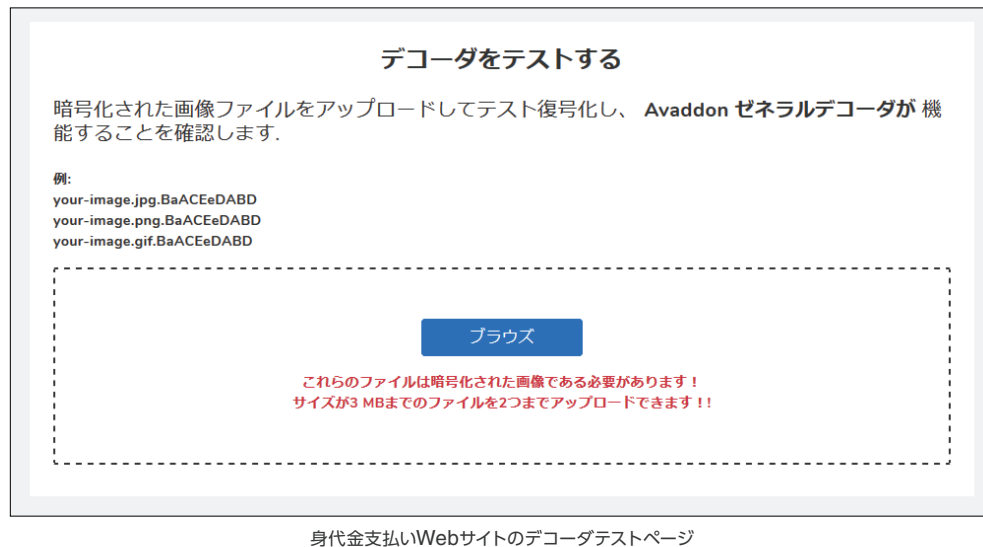 デコーダをテストする
暗号化された画像ファイルをアップロードしてテスト復号化し、 Avaddon ゼネラルデコーダが 機
能することを確認します.
例:
your-image.jpg.BaACEeDABD
your-image.png.BaACEeDABD
your-image.gif.BaACEeDABD
ブラウズ
これらのファイルは暗号化された画像である必要があります！
サイズが3 MBまでのファイルを2つまでアップロードできます！!
身代金支払いWebサイトのデコーダテストページ